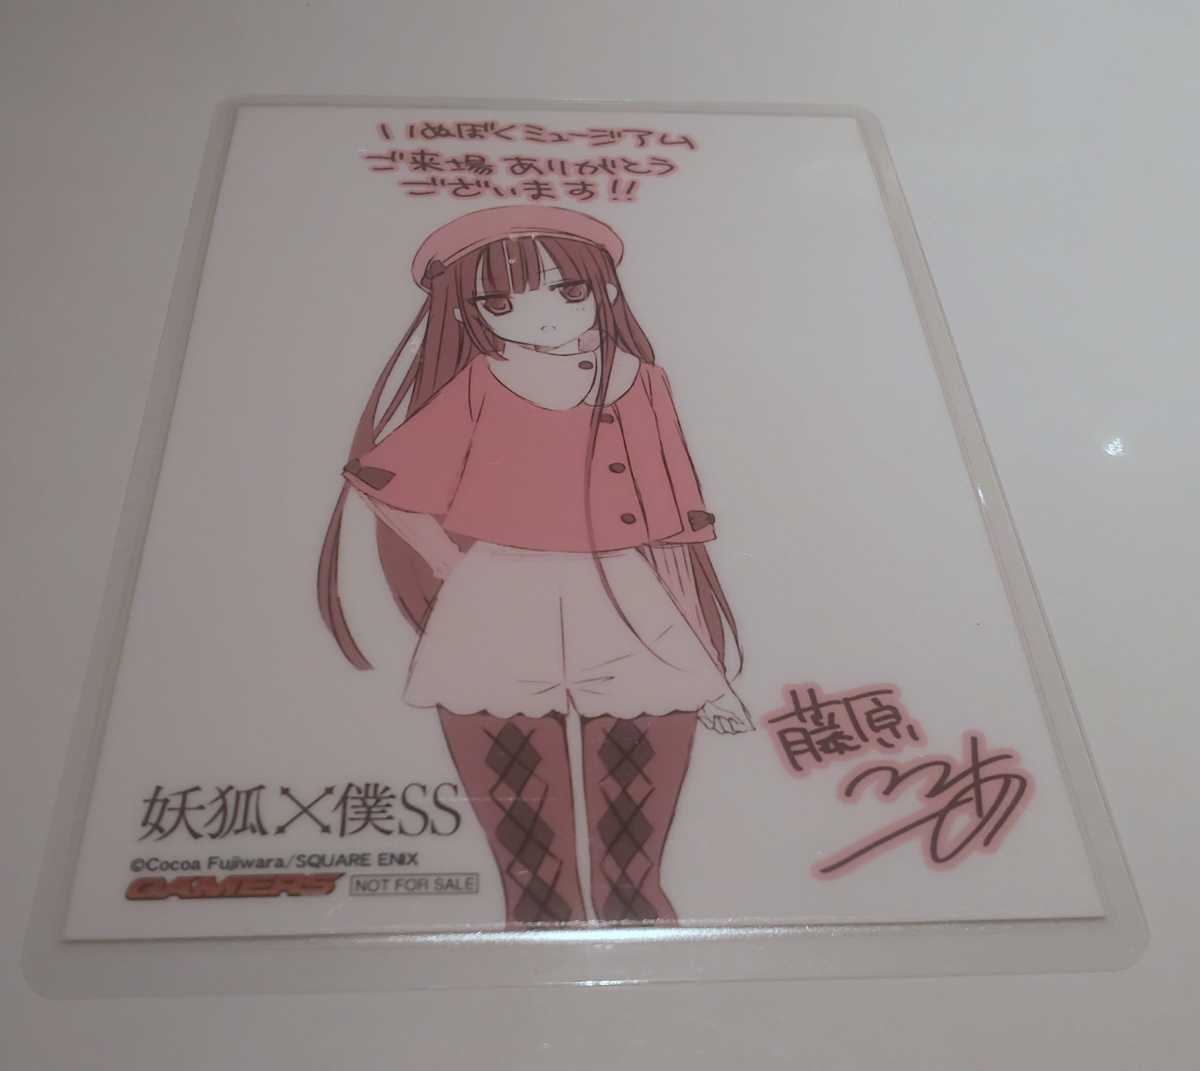 いぬぼくミュージアム
ご来場ありがとう
ございます!!
藤原
ここあ
妖狐×僕SS
©Cocoa Fujiwara/SQUARE ENIX
GAMERS NOT FOR SALE